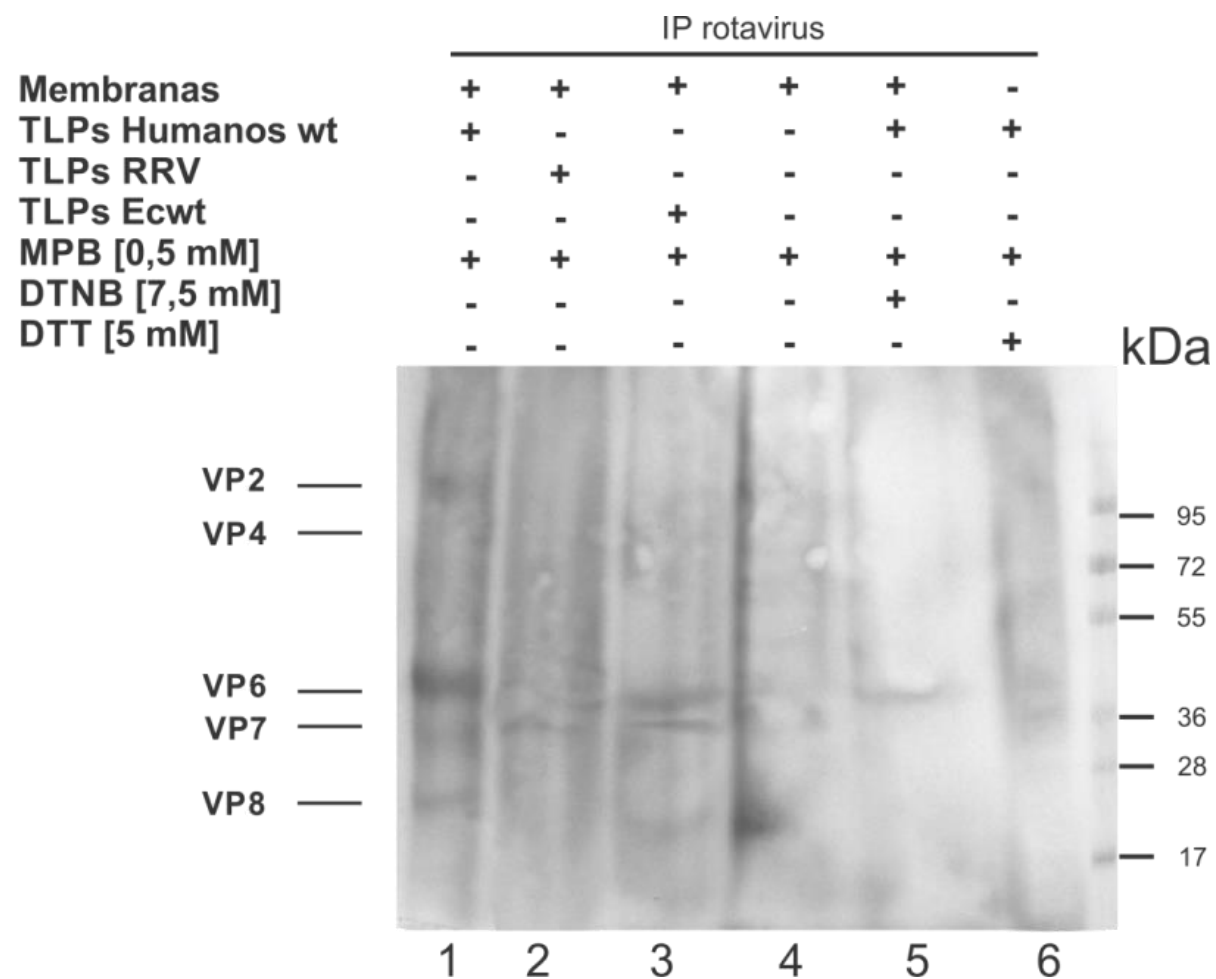 IP rotavirus
Membranas + + + + + -
TLPs Humanos wt + - - - + +
TLPs RRV - + - - - -
TLPs Ecwt - - + - - -
MPB [0,5 mM] + + + + + +
DTNB [7,5 mM] - - - - + -
DTT [5 mM] - - - - - +
kDa
VP2
VP4
95
72
55
VP6
VP7
36
28
VP8
17
1 2 3 4 5 6